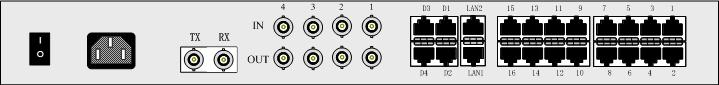 4 3 2 1
D3 D1 LAN2
15 13 11 9
7 5 3 1
IN
TX RX
OUT
D4 D2 LAN1
16 14 12 10
8 6 4 2